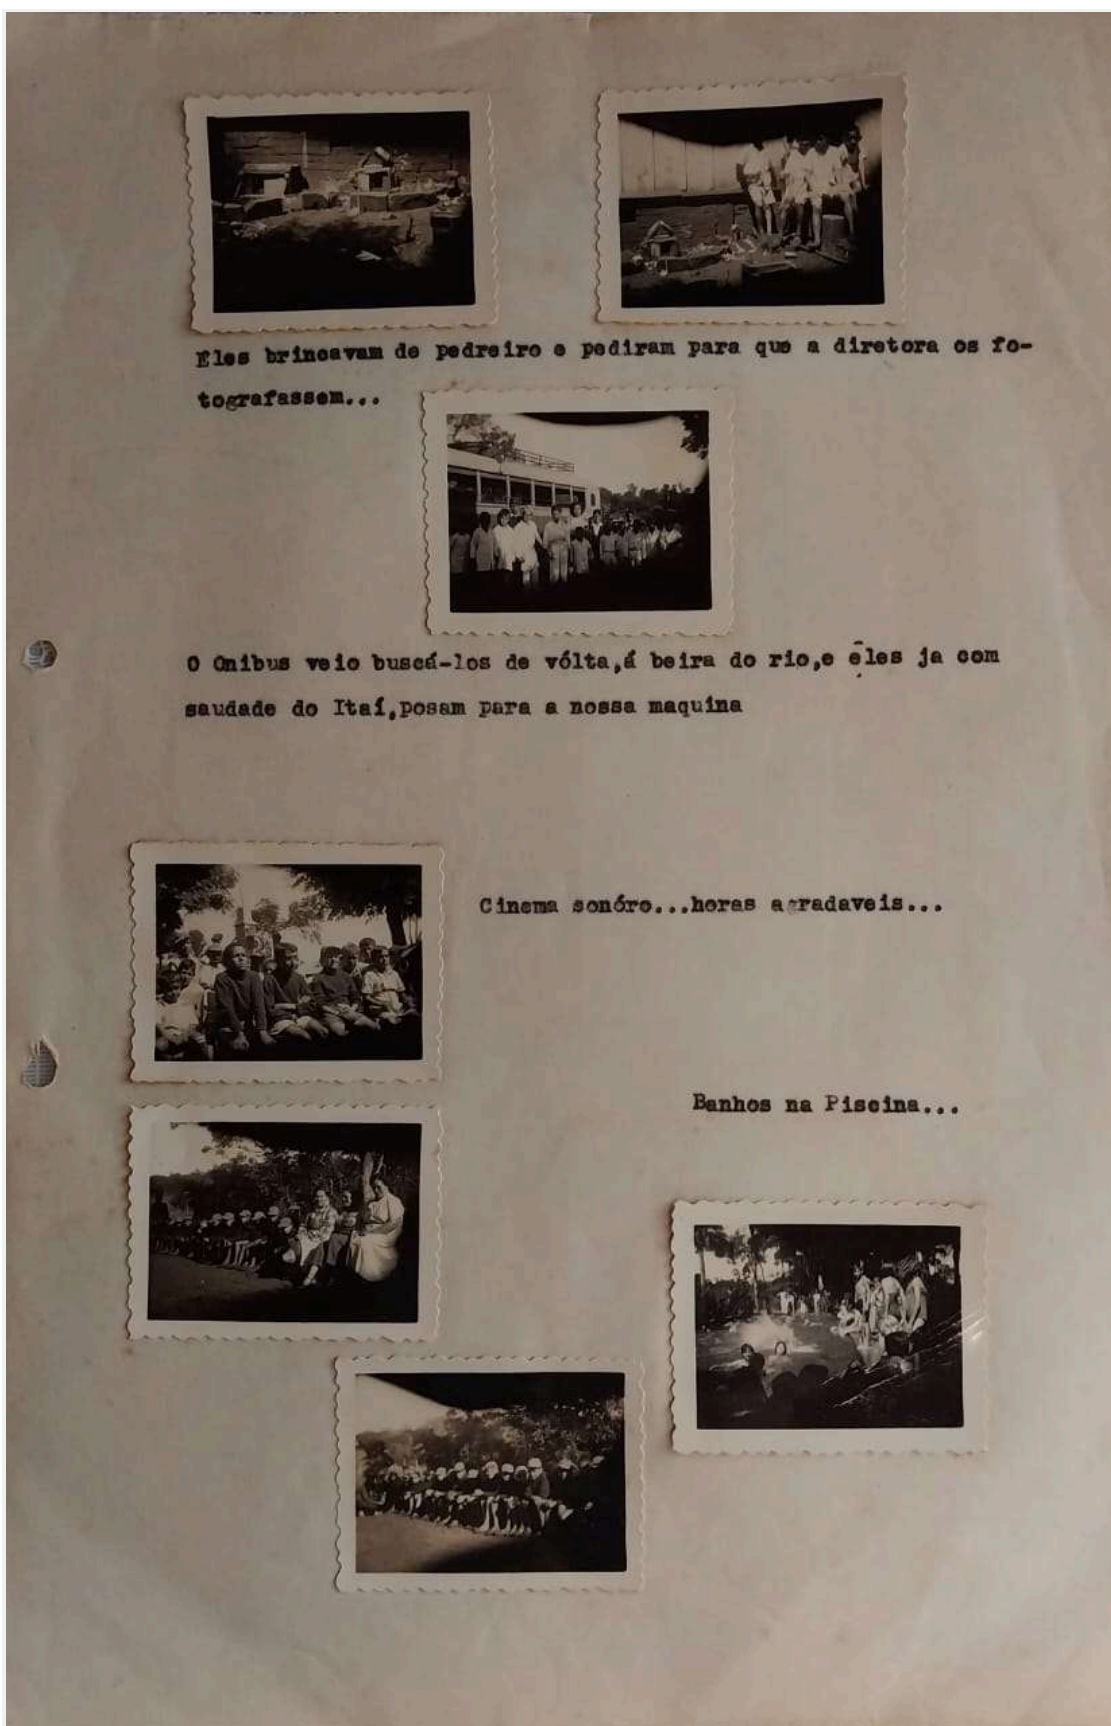 Eles brincavam de pedreiro e pediram para que a diretora os fo-
tografassem...
O Onibus veio buscá-los de vólta,á beira do rio,e êles ja com
saudade do Itaí,posam para a nossa maquina
Cinema sonóro...horas agradaveis...
Banhos na Piscina...